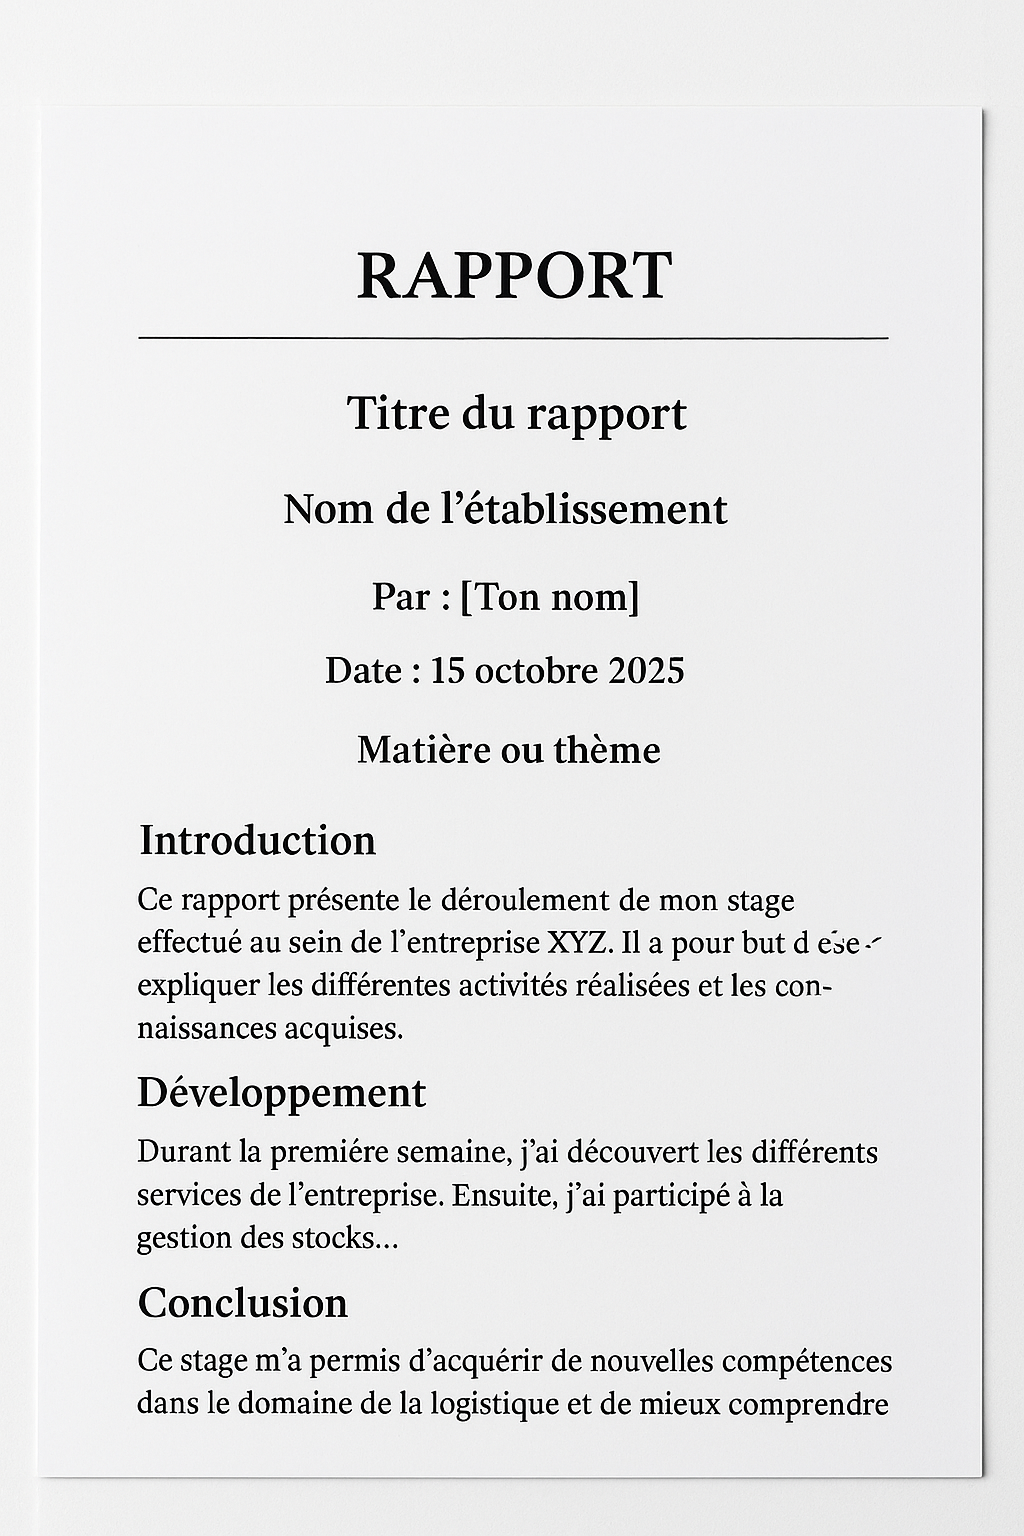 RAPPORT
Titre du rapport
Nom de l’établissement
Par : [Ton nom]
Date : 15 octobre 2025
Matière ou thème
Introduction
Ce rapport présente le déroulement de mon stage
effectué au sein de l’entreprise XYZ. Il a pour but d
expliquer les différentes activités réalisées et les con-
naissances acquises.
Développement
Durant la premiére semaine, j’ai découvert les différents
services de l’entreprise. Ensuite, j’ai participé à la
gestion des stocks...
Conclusion
Ce stage m’a permis d’acquérir de nouvelles compétences
dans le domaine de la logistique et de mieux comprendre